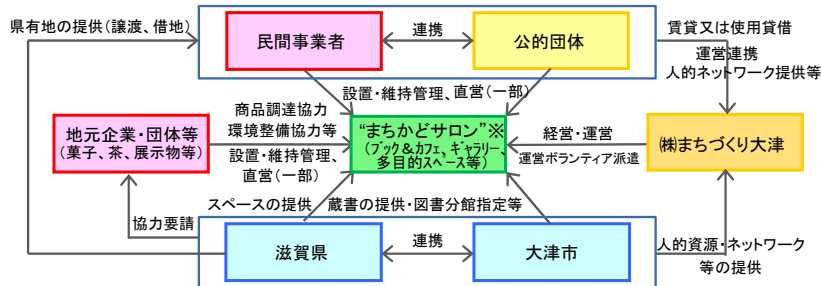 県有地の提供(譲渡、借地)
民間事業者
連携
公的団体
賃貸又は使用貸借
運営連携
人的ネットワーク提供等
設置・維持管理、直営(一部)
商品調達協力
環境整備協力等
地元企業・団体等
(菓子、茶、展示物等)
設置・維持管理、
直営(一部)
“まちかどサロン”※
(ブック&カフェ、ギャラリー、
多目的スペース等)
経営・運営
運営ボランティア派遣
㈱まちづくり大津
協力要請
スペースの提供
蔵書の提供・図書分館指定等
滋賀県
連携
大津市
人的資源・ネットワーク
等の提供